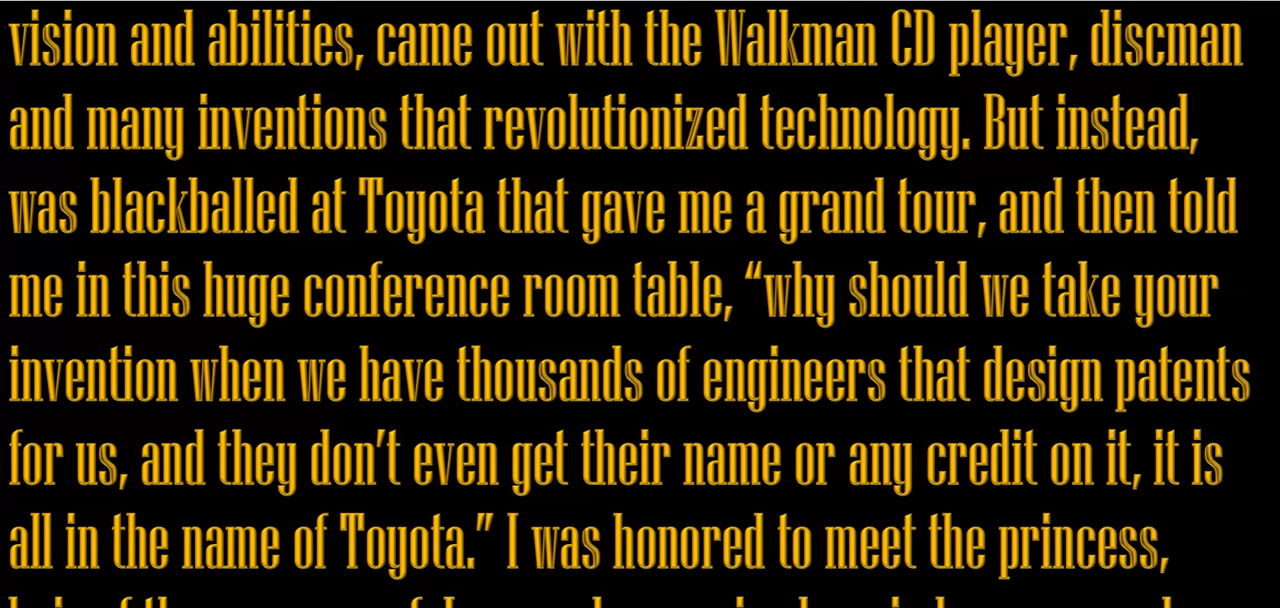 vision and abilities, came out with the Walkman CD player, discman
and many inventions that revolutionized technology. But instead,
was blackballed at Toyota that gave me a grand tour, and then told
me in this huge conference room table, “why should we take your
invention when we have thousands of engineers that design patents
for us, and they don’t even get their name or any credit on it, it is
all in the name of Toyota.” I was honored to meet the princess,